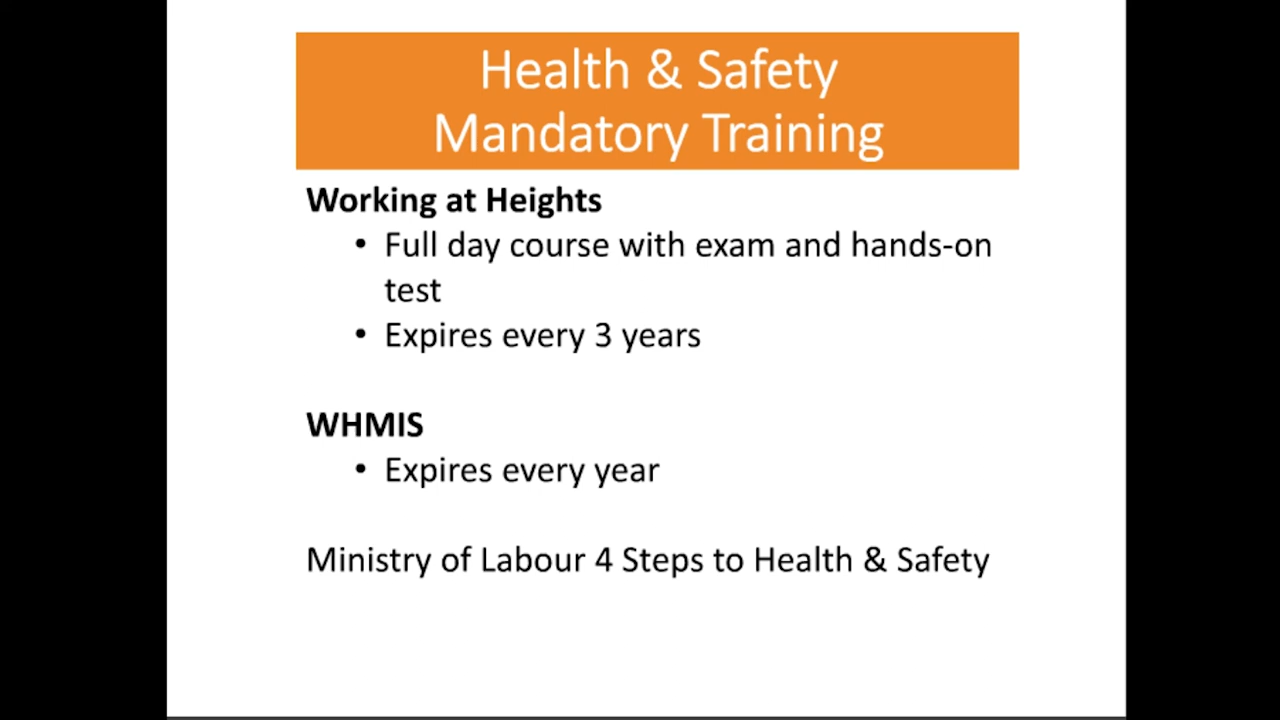 Health & Safety
Mandatory Training
Working at Heights
• Full day course with exam and hands-on
test
• Expires every 3 years
WHMIS
• Expires every year
Ministry of Labour 4 Steps to Health & Safety